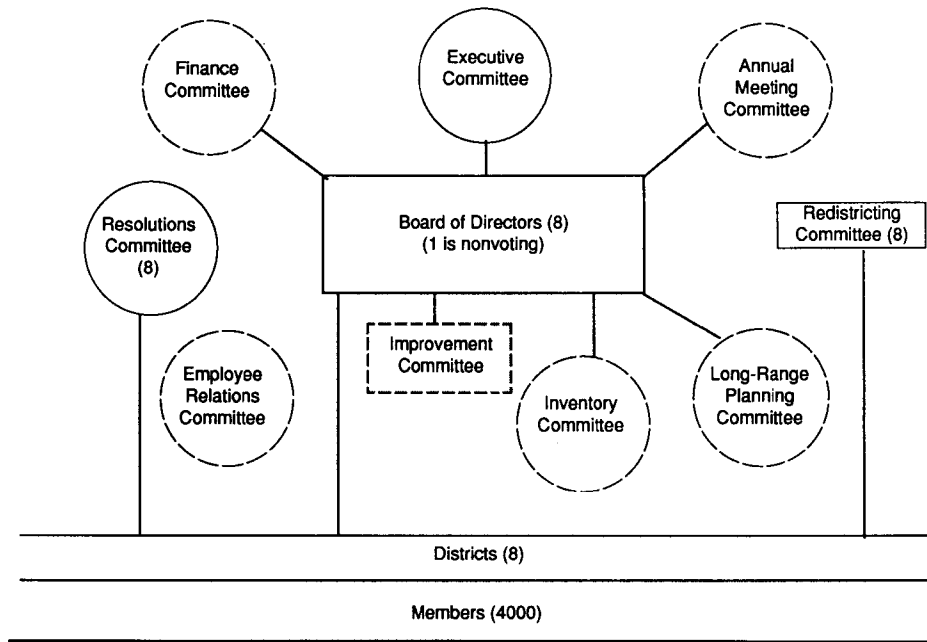 Finance
Committee
Executive
Committee
Annual
Meeting
Committee
Resolutions
Committee
(8)
Board of Directors (8)
(1 is nonvoting)
Redistricting
Committee (8)
Employee
Relations
Committee
Improvement
Committee
Inventory
Committee
Long-Range
Planning
Committee
Districts (8)
Members (4000)